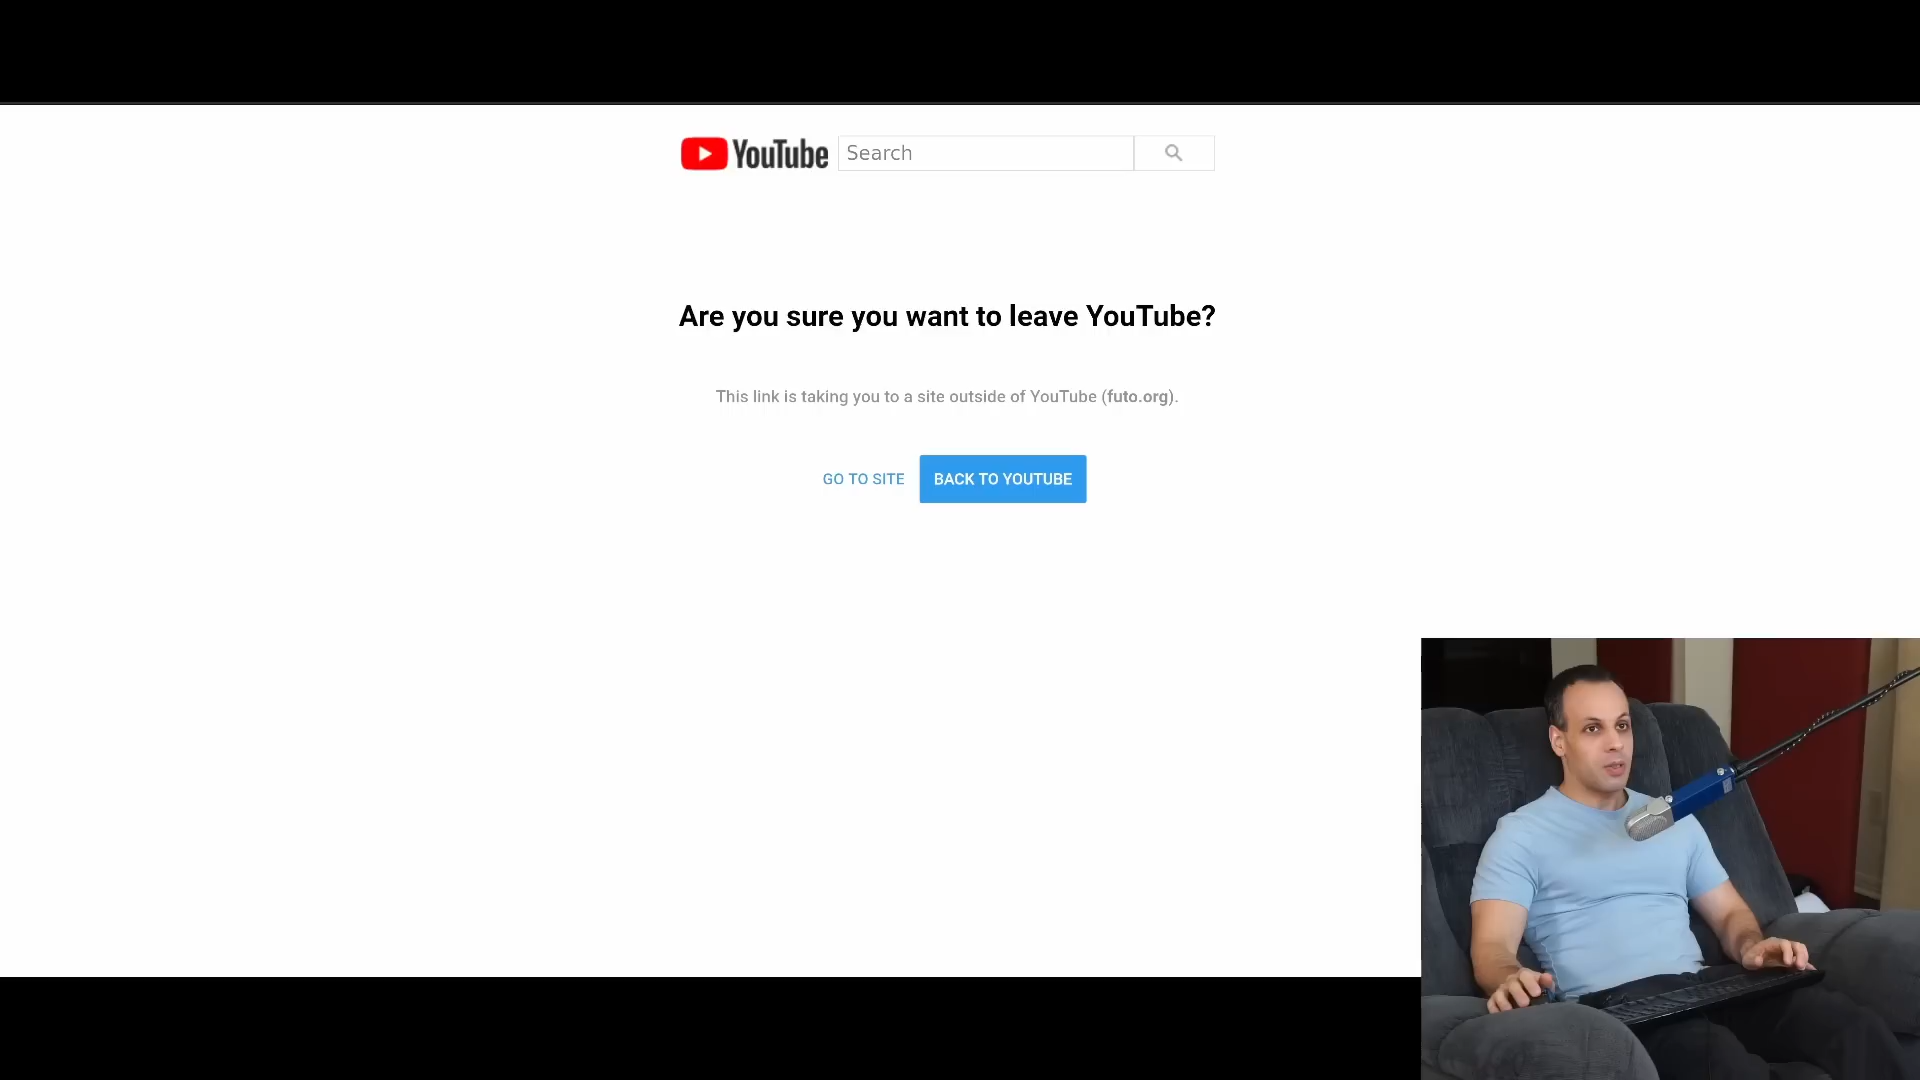 YouTube
Search
Are you sure you want to leave YouTube?
This link is taking you to a site outside of YouTube (futo.org).
GO TO SITE
BACK TO YOUTUBE